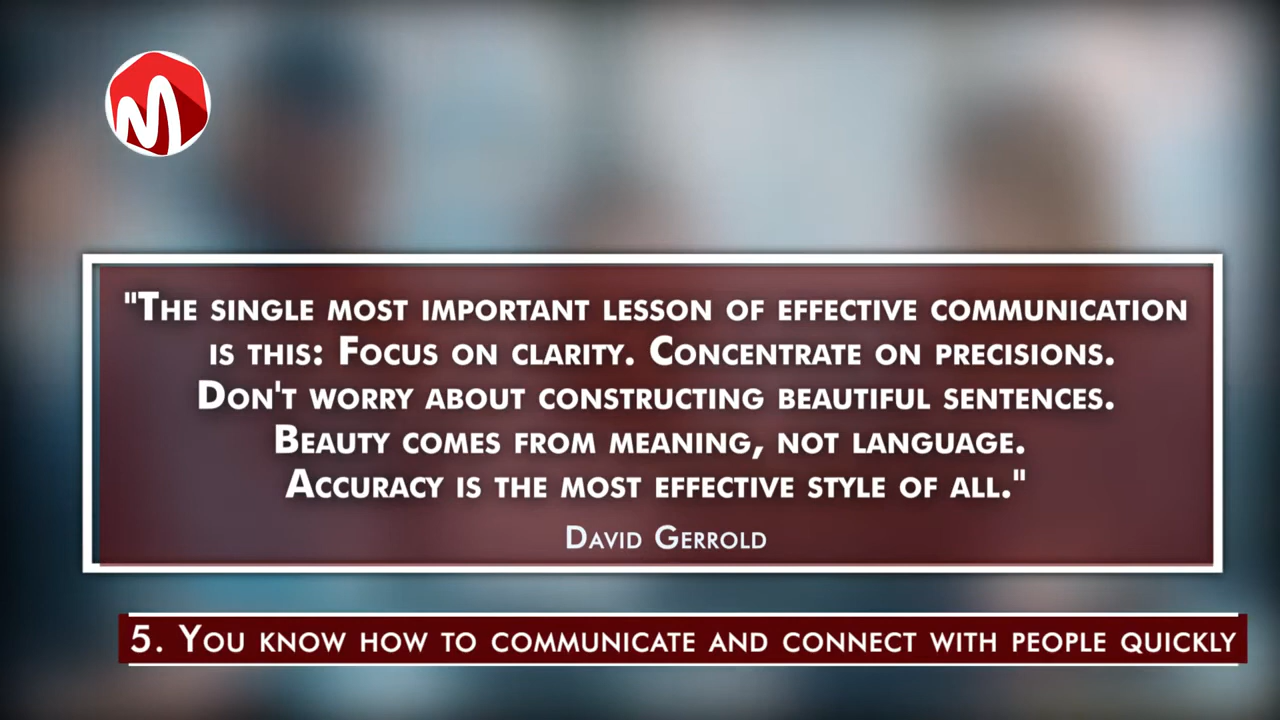 "The single most important lesson of effective communication
is this: Focus on clarity. Concentrate on precisions.
Don't worry about constructing beautiful sentences.
Beauty comes from meaning, not language.
Accuracy is the most effective style of all."
David Gerrold
5. You know how to communicate and connect with people quickly